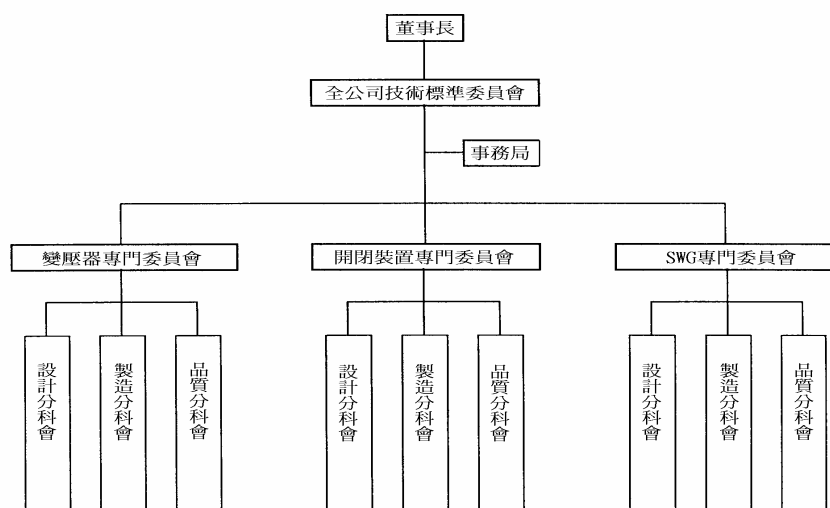 董事長
全公司技術標準委員會
事務局
變壓器專門委員會
開閉裝置專門委員會
SWG專門委員會
設計分科會
製造分科會
品質分科會
設計分科會
製造分科會
品質分科會
設計分科會
製造分科會
品質分科會